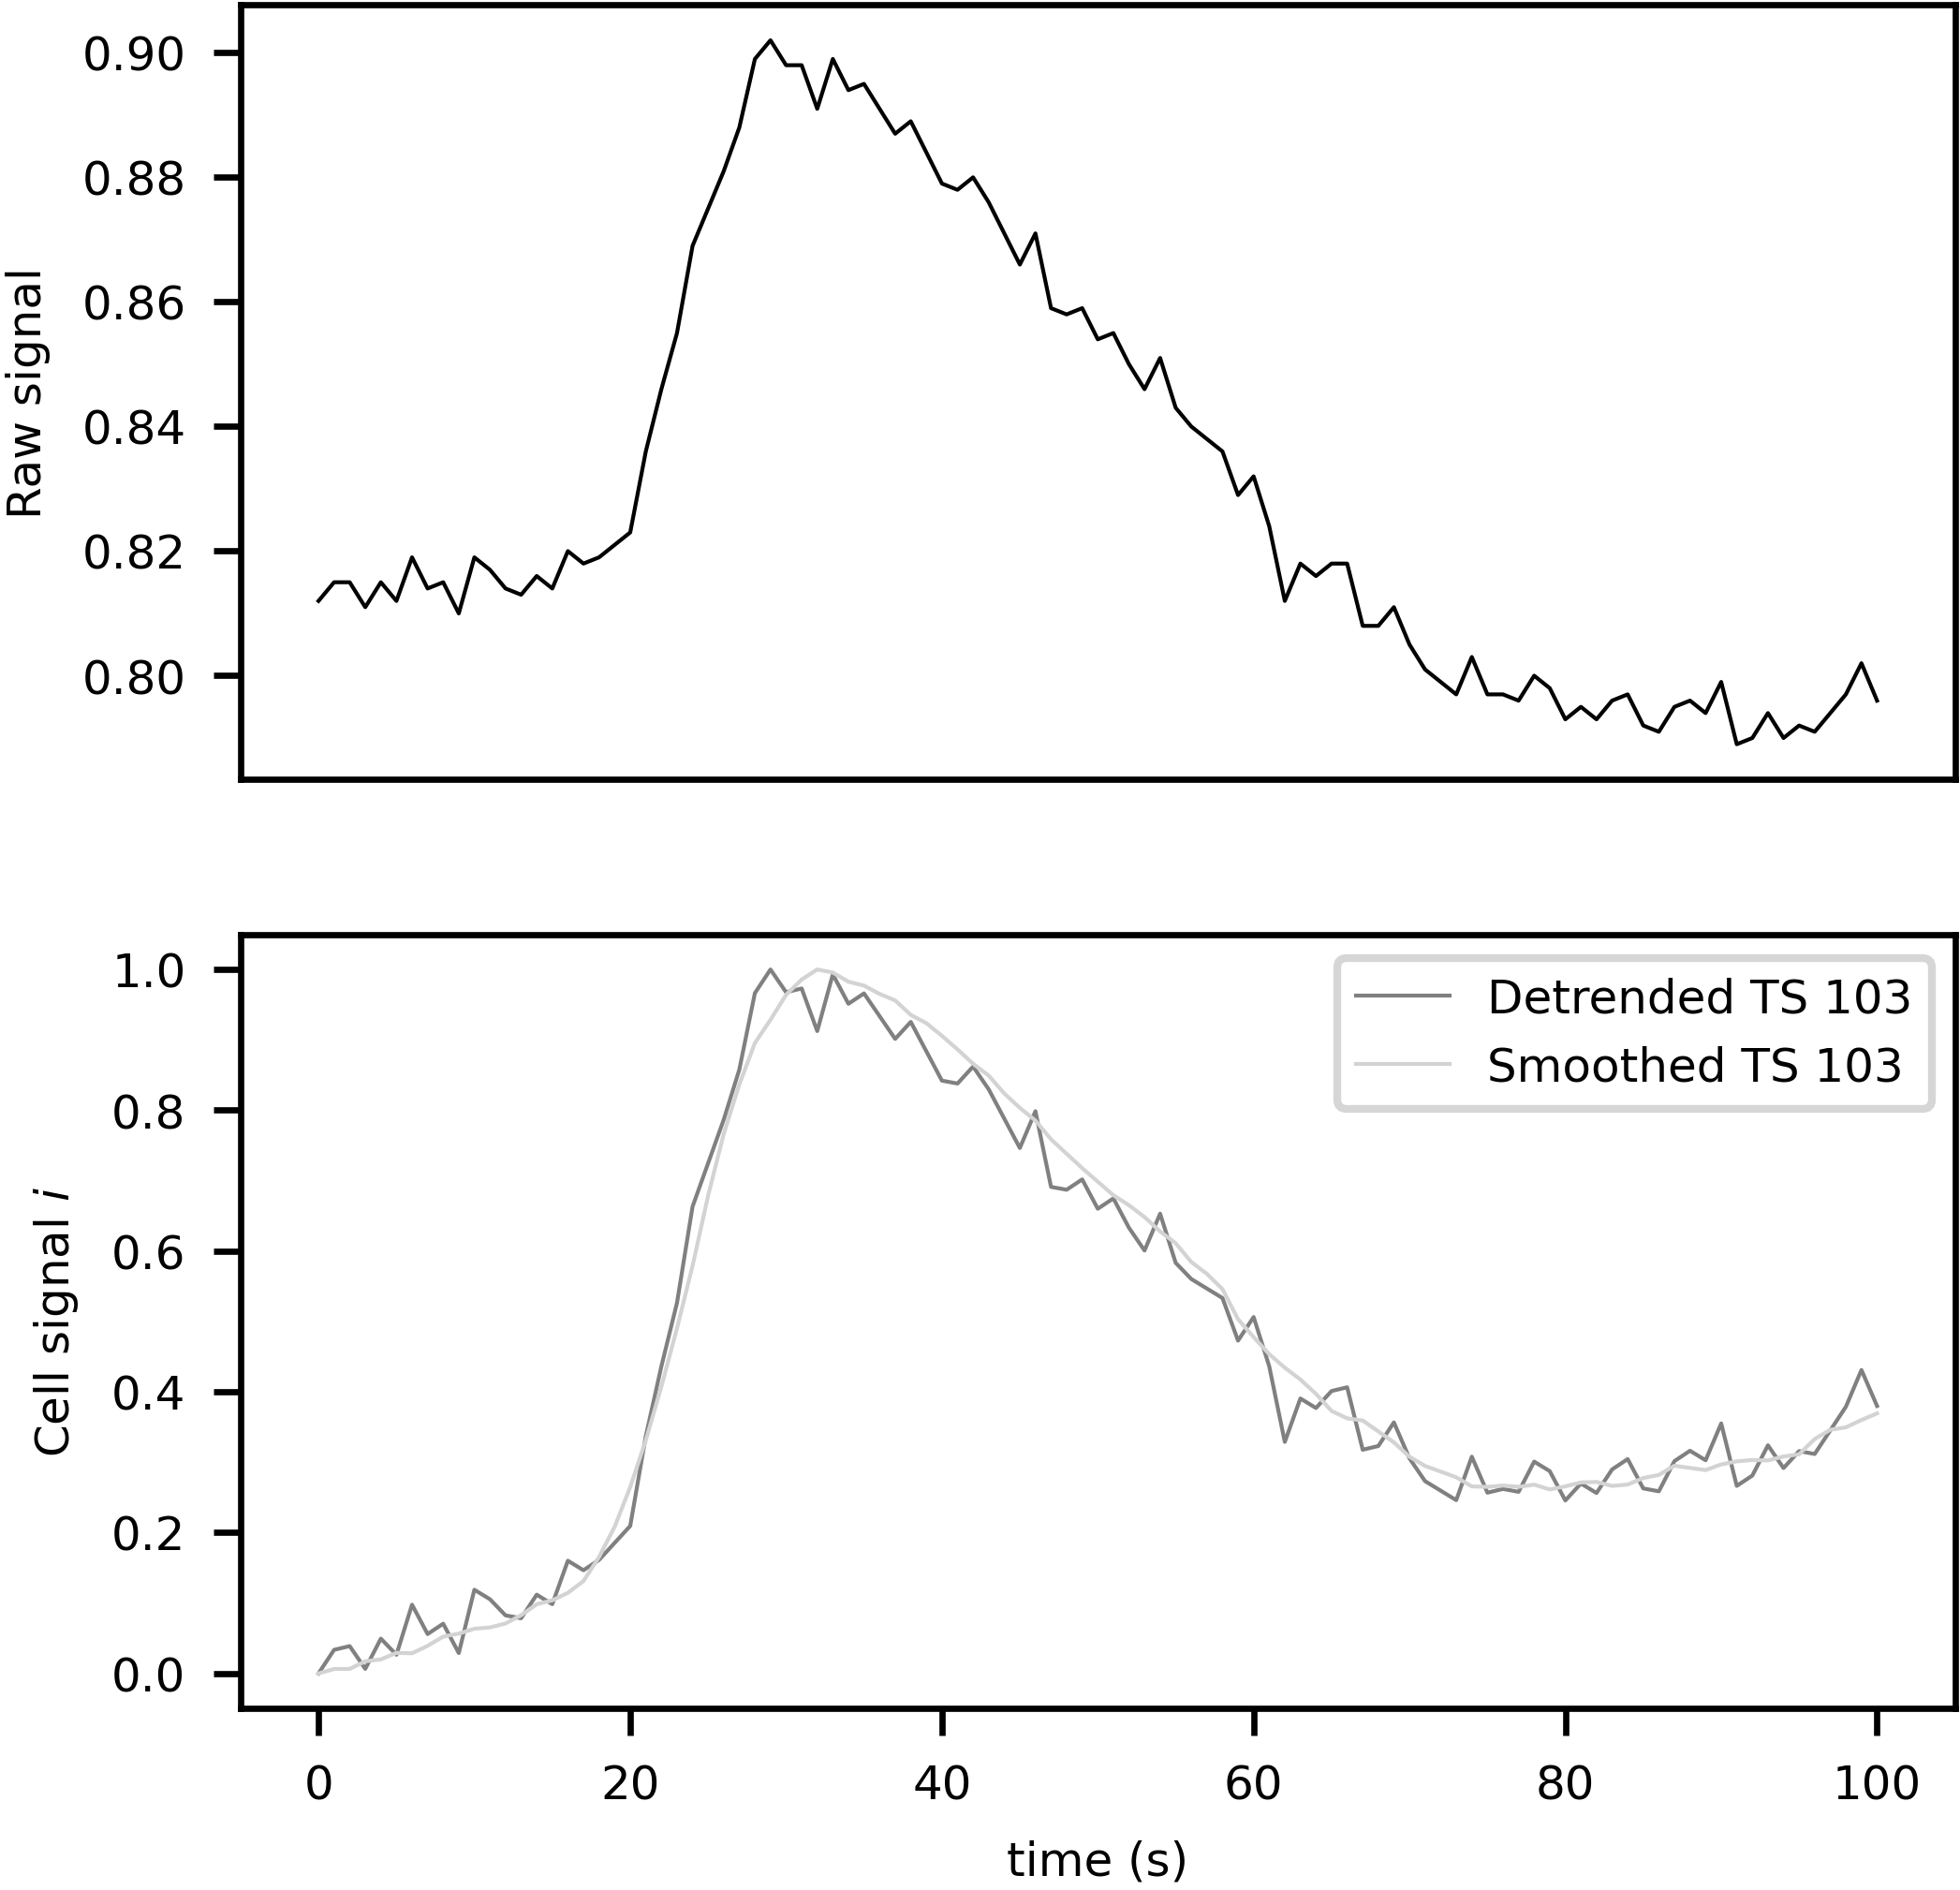 Raw signal
0.90
0.88
0.86
0.84
0.82
0.80
Cell signal i
1.0
0.8
0.6
0.4
0.2
0.0
Detrended TS 103
Smoothed TS 103
0 20 40 60 80 100
time (s)